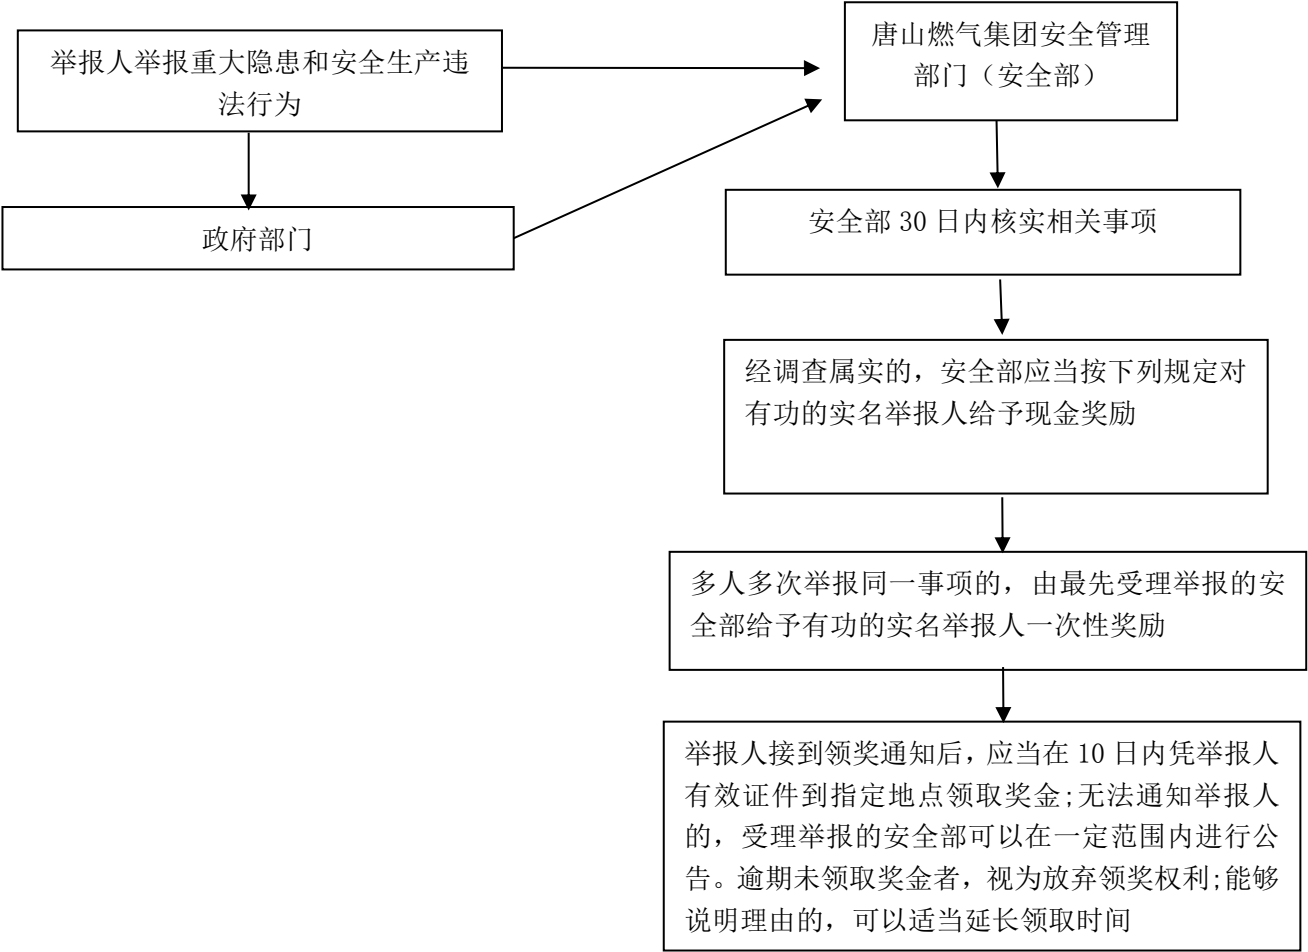 举报人举报重大隐患和安全生产违
法行为
政府部门
唐山燃气集团安全管理
部门（安全部）
安全部 30 日内核实相关事项
经调查属实的，安全部应当按下列规定对
有功的实名举报人给予现金奖励
多人多次举报同一事项的，由最先受理举报的安
全部给予有功的实名举报人一次性奖励
举报人接到领奖通知后，应当在 10 日内凭举报人
有效证件到指定地点领取奖金;无法通知举报人
的，受理举报的安全部可以在一定范围内进行公
告。逾期未领取奖金者，视为放弃领奖权利;能够
说明理由的，可以适当延长领取时间